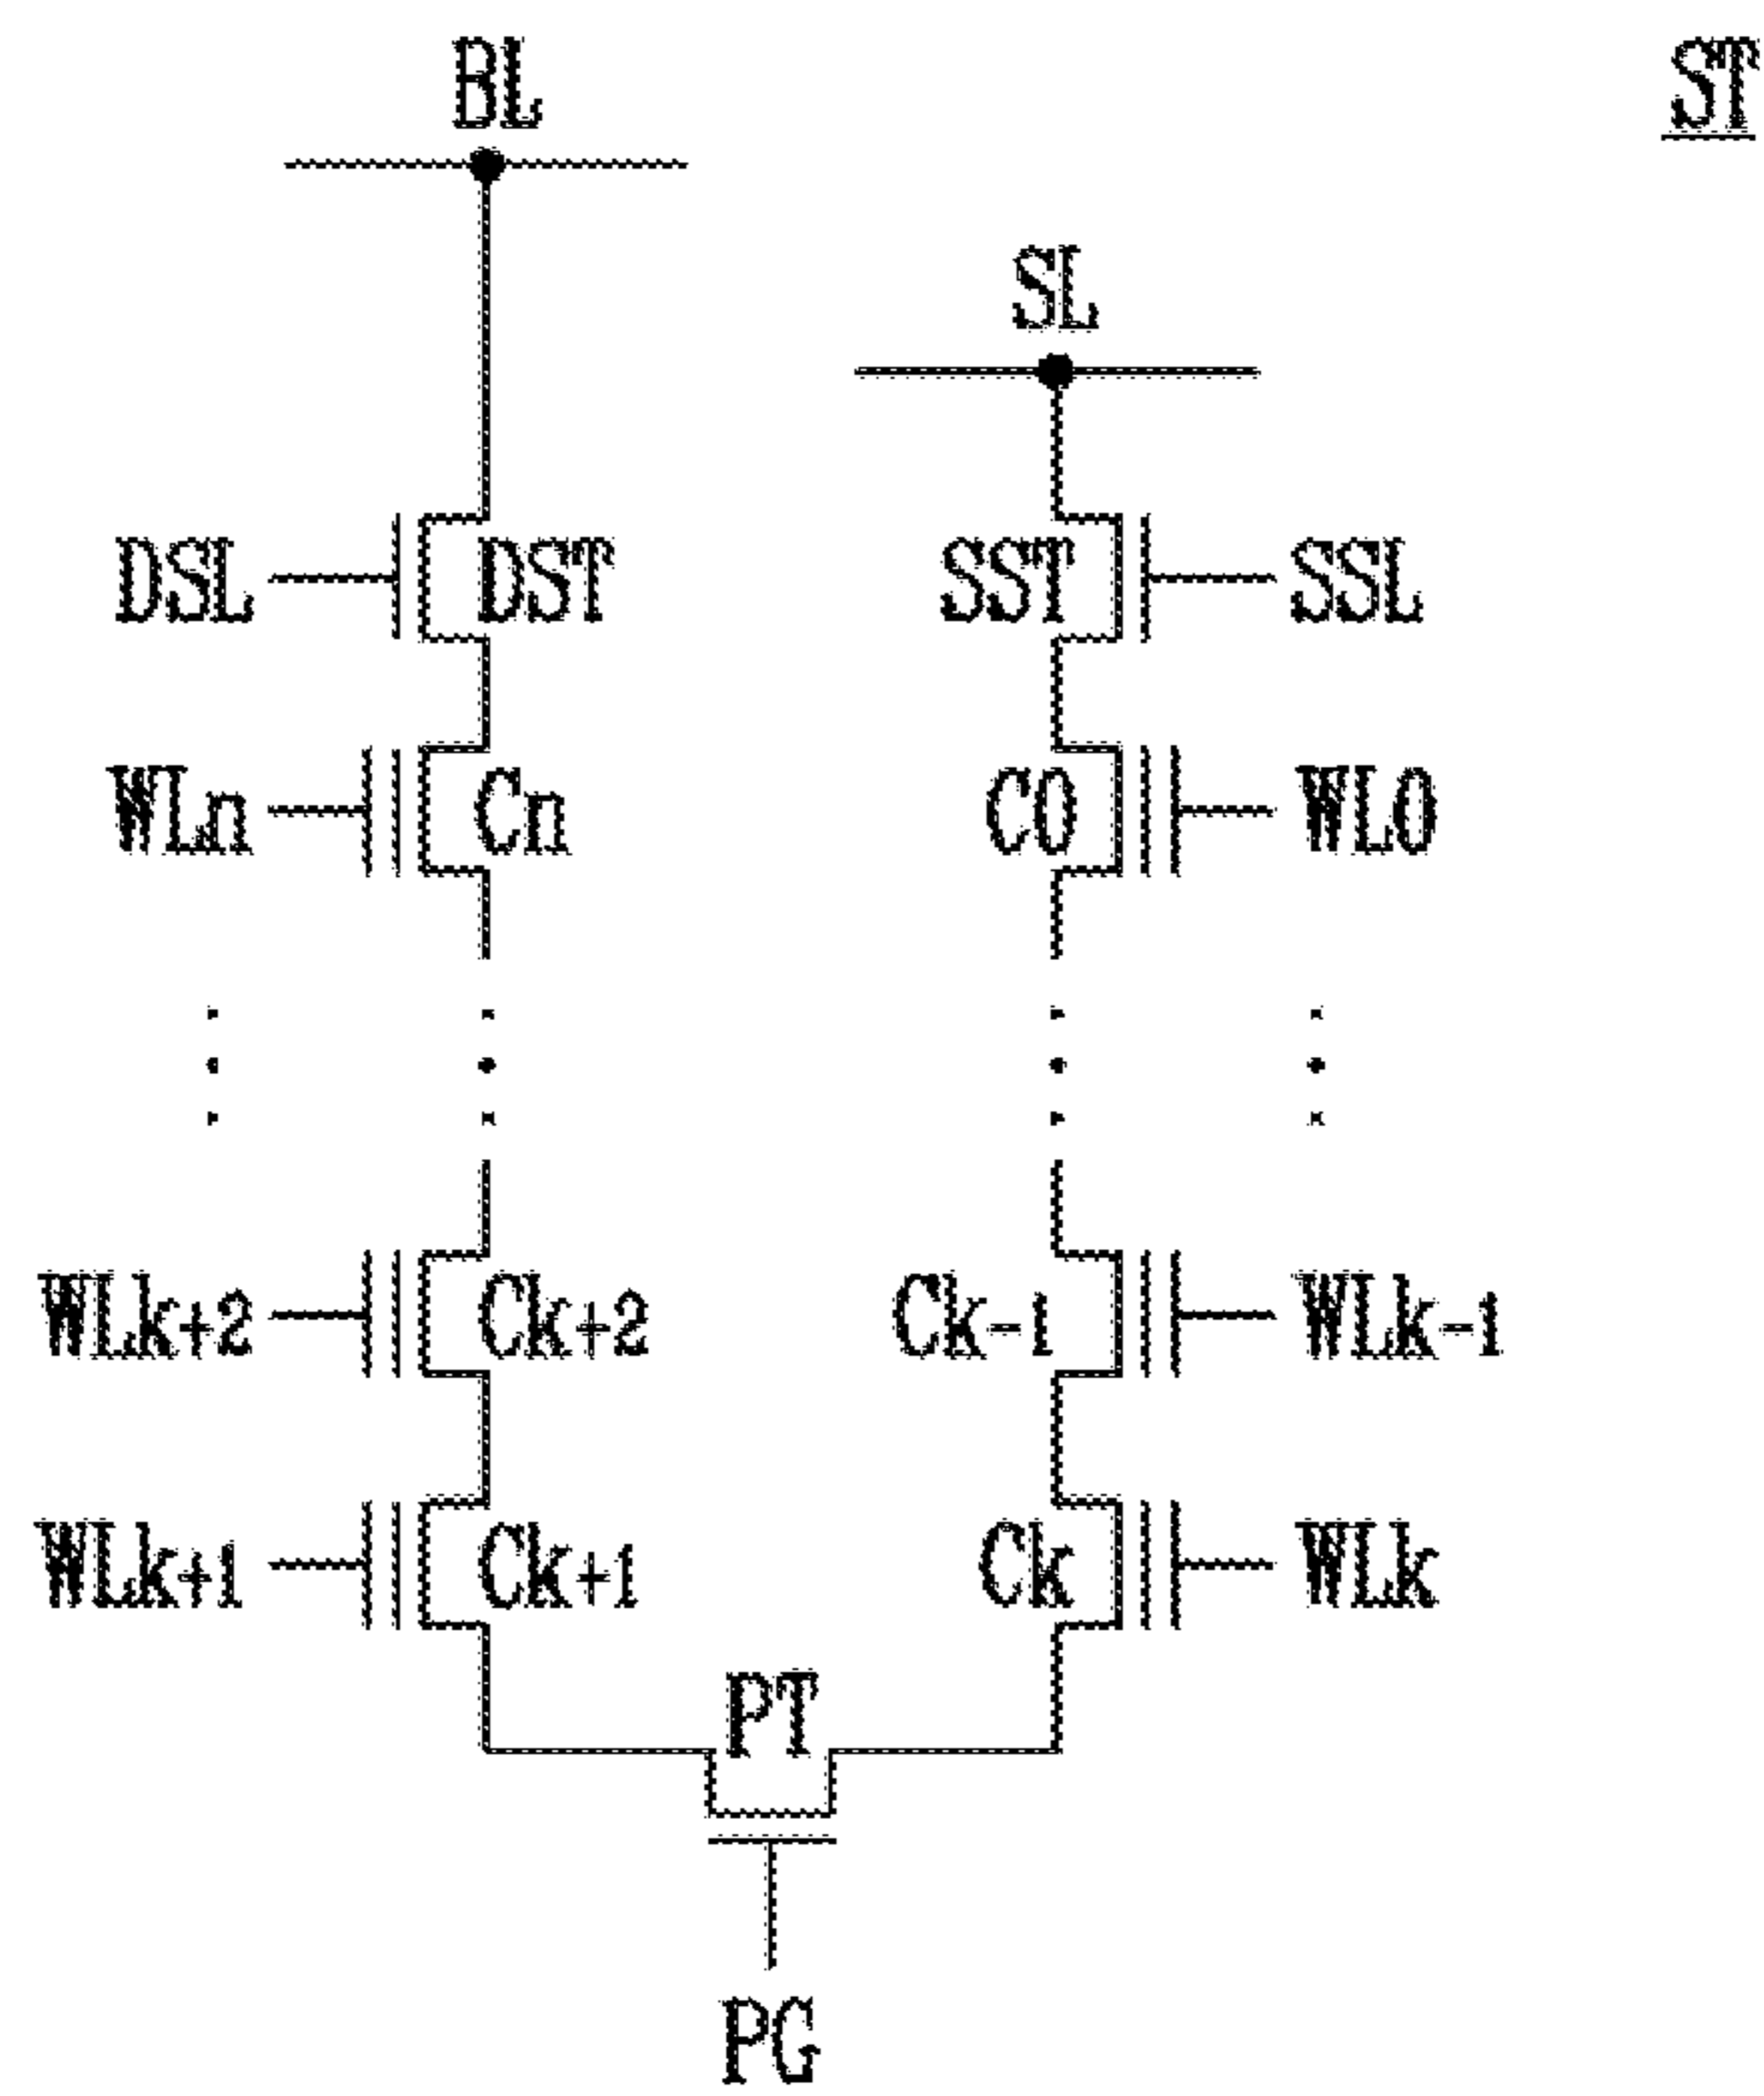 BL
ST
SL
DSL DST SST SSL
WLn Cn C0 WL0
WLk+2 Ck+2 Ck-1 WLk-1
WLk+1 Ck+1 Ck WLk
PT
PG